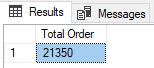 Results Messages
Total Order
1 21350